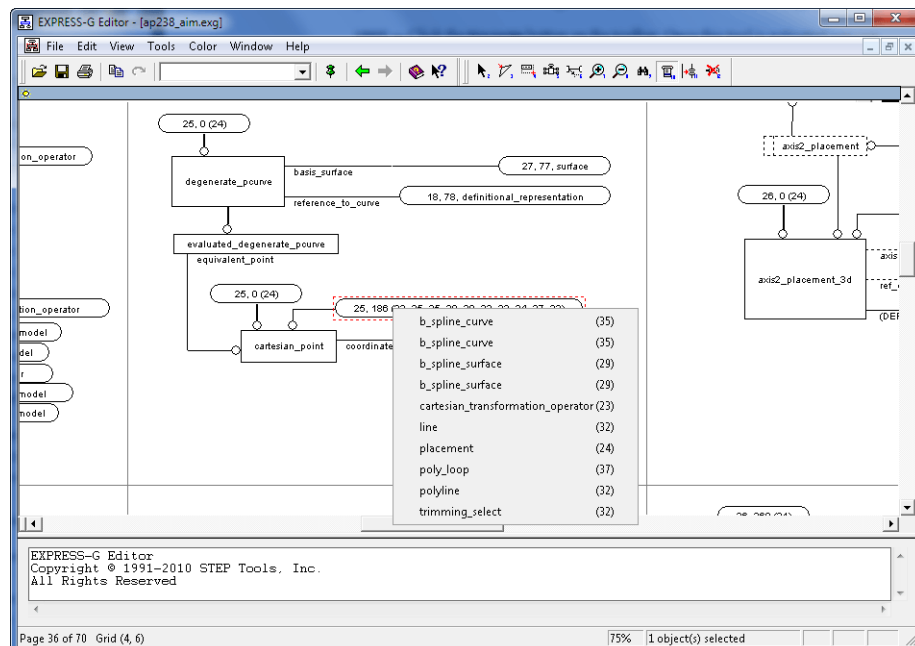 EXPRESS-G Editor - [ap238_aim.exg]
File Edit View Tools Color Window Help
25, 0 (24)
on_operator
degenerate_pcurve
basis_surface
27, 77, surface
reference_to_curve
18, 78, definitional_representation
axis2_placement
26, 0 (24)
evaluated_degenerate_pcurve
equivalent_point
axis2_placement_3d
axis
ref_
(DEF
25, 0 (24)
tion_operator
model
del
r
model
model
cartesian_point
coordinate
b_spline_curve (35)
b_spline_curve (35)
b_spline_surface (29)
b_spline_surface (29)
cartesian_transformation_operator (23)
line (32)
placement (24)
poly_loop (37)
polyline (32)
trimming_select (32)
EXPRESS-G Editor
Copyright © 1991-2010 STEP Tools, Inc.
All Rights Reserved
Page 36 of 70 Grid (4, 6)
75% 1 object(s) selected